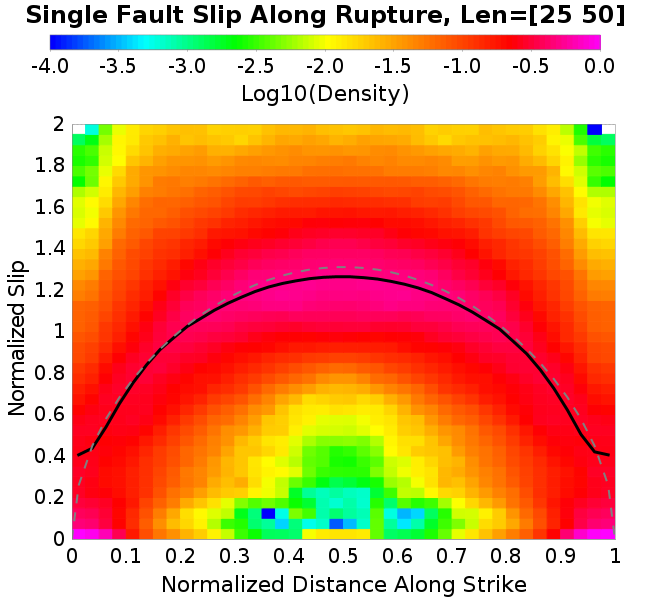 Single Fault Slip Along Rupture, Len=[25 50]
-4.0 -3.5 -3.0 -2.5 -2.0 -1.5 -1.0 -0.5 0.0
Log10(Density)
2
1.8
1.6
1.4
1.2
1
0.8
0.6
0.4
0.2
0
Normalized Slip
0 0.1 0.2 0.3 0.4 0.5 0.6 0.7 0.8 0.9 1
Normalized Distance Along Strike